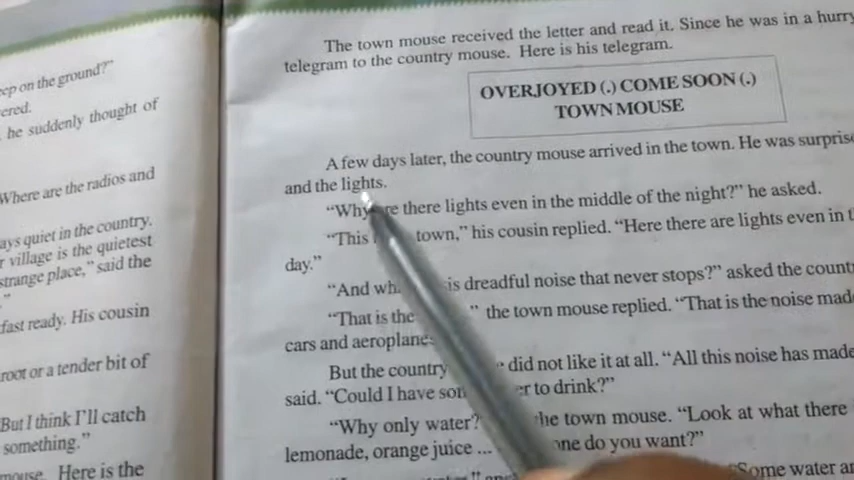 eep on the ground?"
ered.
he suddenly thought of
Where are the radios and
ays quiet in the country.
r village is the quietest
strange place," said the
"
fast ready. His cousin
root or a tender bit of
But I think I'll catch
something."
mouse. Here is the
The town mouse received the letter and read it. Since he was in a hurry
telegram to the country mouse. Here is his telegram.
OVERJOYED (.) COME SOON (.)
TOWN MOUSE
A few days later, the country mouse arrived in the town. He was surprise
and the lights.
"Why re there lights even in the middle of the night?" he asked.
"This town," his cousin replied. "Here there are lights even in t
day."
"And wh is dreadful noise that never stops?" asked the count
"That is the " the town mouse replied. "That is the noise mad
cars and aeroplanes
But the country did not like it at all. "All this noise has made
said. "Could I have som er to drink?"
"Why only water? the town mouse. "Look at what there
lemonade, orange juice ... one do you want?"
"Some water an